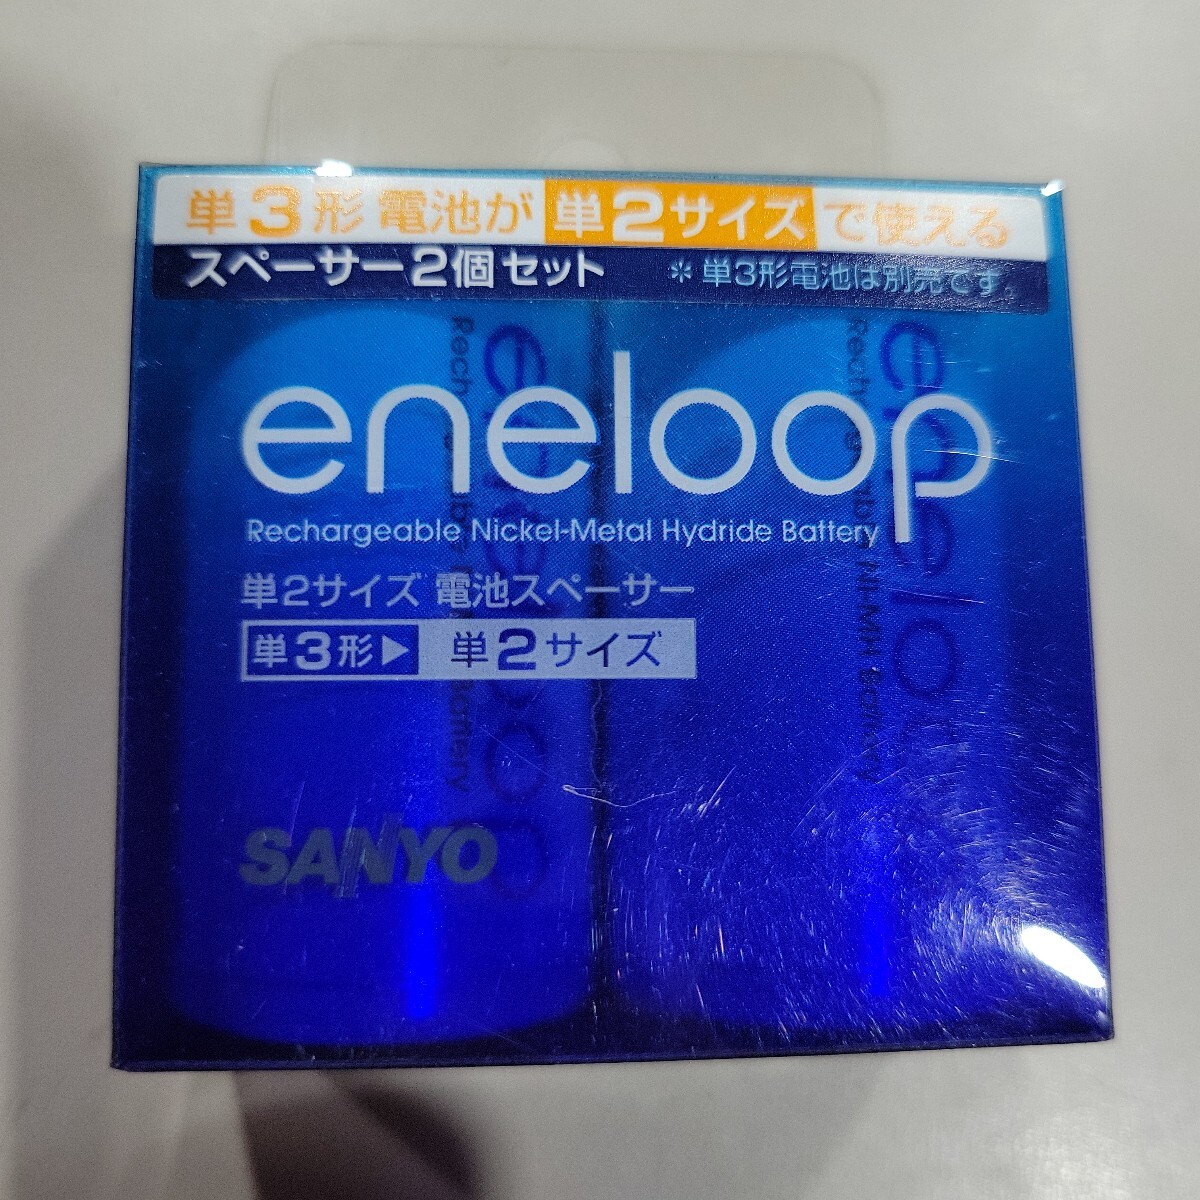 単3形 電池が 単2サイズ で使える
スペーサー2個セット ＊単3形電池は別売です。
eneloop
Rechargeable Nickel-Metal Hydride Battery
単2サイズ 電池スペーサー
単3形▶ 単2サイズ
SANYO
eneloop
eneloop